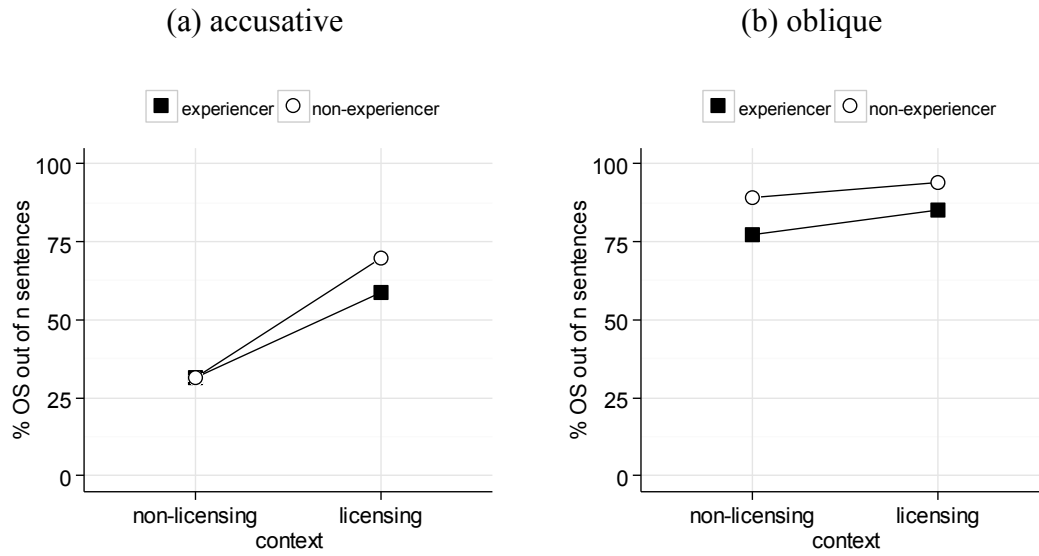 (a) accusative
experiencer non-experiencer
100
75
50
25
0
% OS out of n sentences
non-licensing licensing
context
(b) oblique
experiencer non-experiencer
100
75
50
25
0
% OS out of n sentences
non-licensing licensing
context